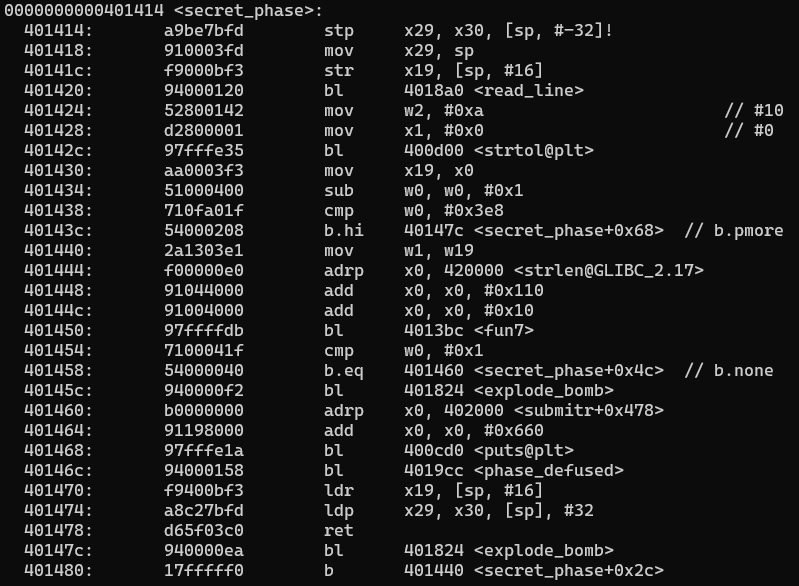 0000000000401414 <secret_phase>:
  401414:       a9be7bfd        stp     x29, x30, [sp, #-32]!
  401418:       910003fd        mov     x29, sp
  40141c:       f9000bf3        str     x19, [sp, #16]
  401420:       94000120        bl      4018a0 <read_line>
  401424:       52800142        mov     w2, #0xa                        // #10
  401428:       d2800001        mov     x1, #0x0                        // #0
  40142c:       97fffe35        bl      400d00 <strtol@plt>
  401430:       aa0003f3        mov     x19, x0
  401434:       51000400        sub     w0, w0, #0x1
  401438:       710fa01f        cmp     w0, #0x3e8
  40143c:       54000208        b.hi    40147c <secret_phase+0x68>  // b.pmore
  401440:       2a1303e1        mov     w1, w19
  401444:       f00000e0        adrp    x0, 420000 <strlen@GLIBC_2.17>
  401448:       91044000        add     x0, x0, #0x110
  40144c:       91004000        add     x0, x0, #0x10
  401450:       97ffffdb        bl      4013bc <fun7>
  401454:       7100041f        cmp     w0, #0x1
  401458:       54000040        b.eq    401460 <secret_phase+0x4c>  // b.none
  40145c:       940000f2        bl      401824 <explode_bomb>
  401460:       b0000000        adrp    x0, 402000 <submitr+0x478>
  401464:       91198000        add     x0, x0, #0x660
  401468:       97fffe1a        bl      400cd0 <puts@plt>
  40146c:       94000158        bl      4019cc <phase_defused>
  401470:       f9400bf3        ldr     x19, [sp, #16]
  401474:       a8c27bfd        ldp     x29, x30, [sp], #32
  401478:       d65f03c0        ret
  40147c:       940000ea        bl      401824 <explode_bomb>
  401480:       17fffff0        b       401440 <secret_phase+0x2c>